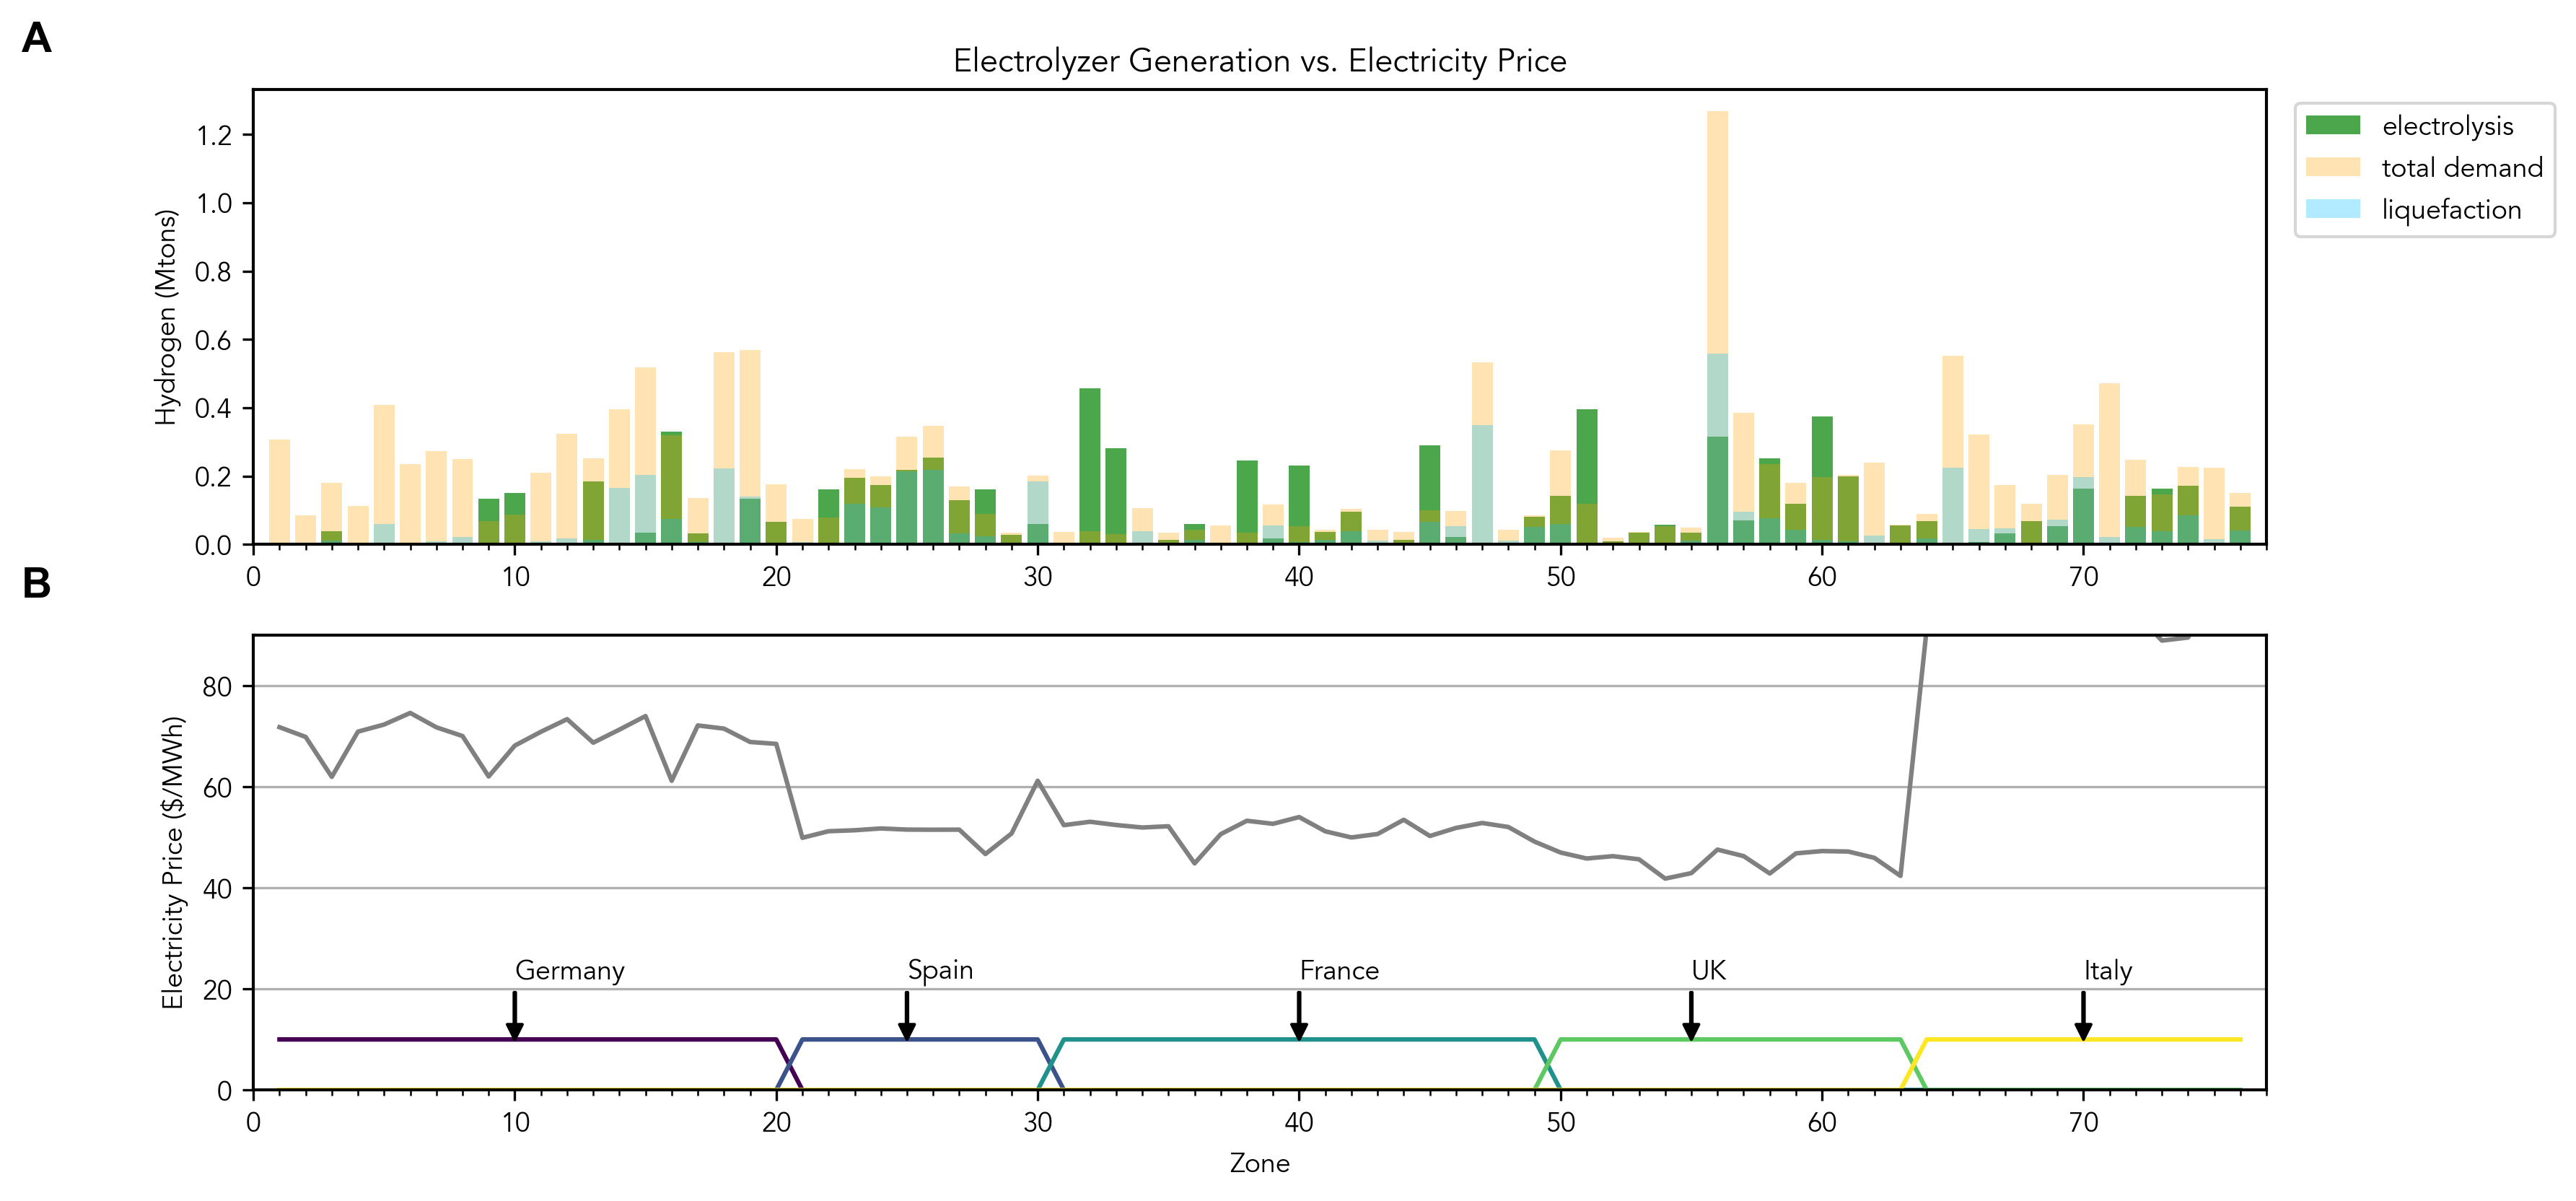 A
Electrolyzer Generation vs. Electricity Price
Hydrogen (Mtons)
1.2
1.0
0.8
0.6
0.4
0.2
0.0
0 10 20 30 40 50 60 70
electrolysis
total demand
liquefaction
B
Electricity Price ($/MWh)
80
60
40
20
0
Germany Spain France UK Italy
0 10 20 30 40 50 60 70
Zone